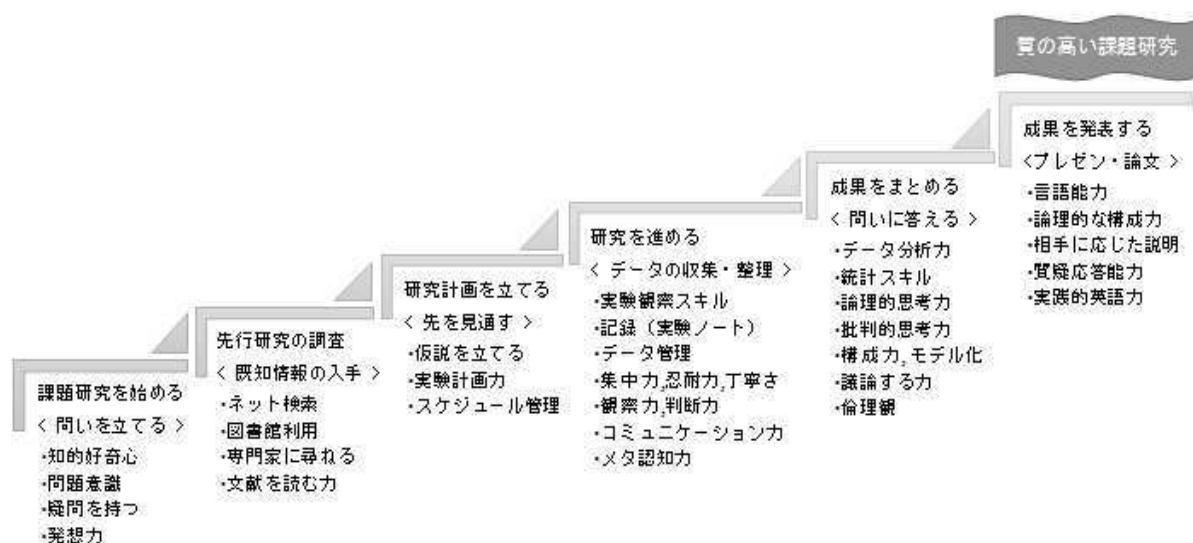 質の高い課題研究
課題研究を始める
< 問いを立てる >
・知的好奇心
・問題意識
・疑問を持つ
・発想力
先行研究の調査
< 既知情報の入手 >
・ネット検索
・図書館利用
・専門家に尋ねる
・文献を読む力
研究計画を立てる
< 先を見通す >
・仮説を立てる
・実験計画力
・スケジュール管理
研究を進める
< データの収集・整理 >
・実験観察スキル
・記録（実験ノート）
・データ管理
・集中力,忍耐力,丁寧さ
・観察力,判断力
・コミュニケーション力
・メタ認知力
成果をまとめる
< 問いに答える >
・データ分析力
・統計スキル
・論理的思考力
・批判的思考力
・構成力, モデル化
・議論する力
・倫理観
成果を発表する
<プレゼン・論文 >
・言語能力
・論理的な構成力
・相手に応じた説明
・質疑応答能力
・実践的英語力